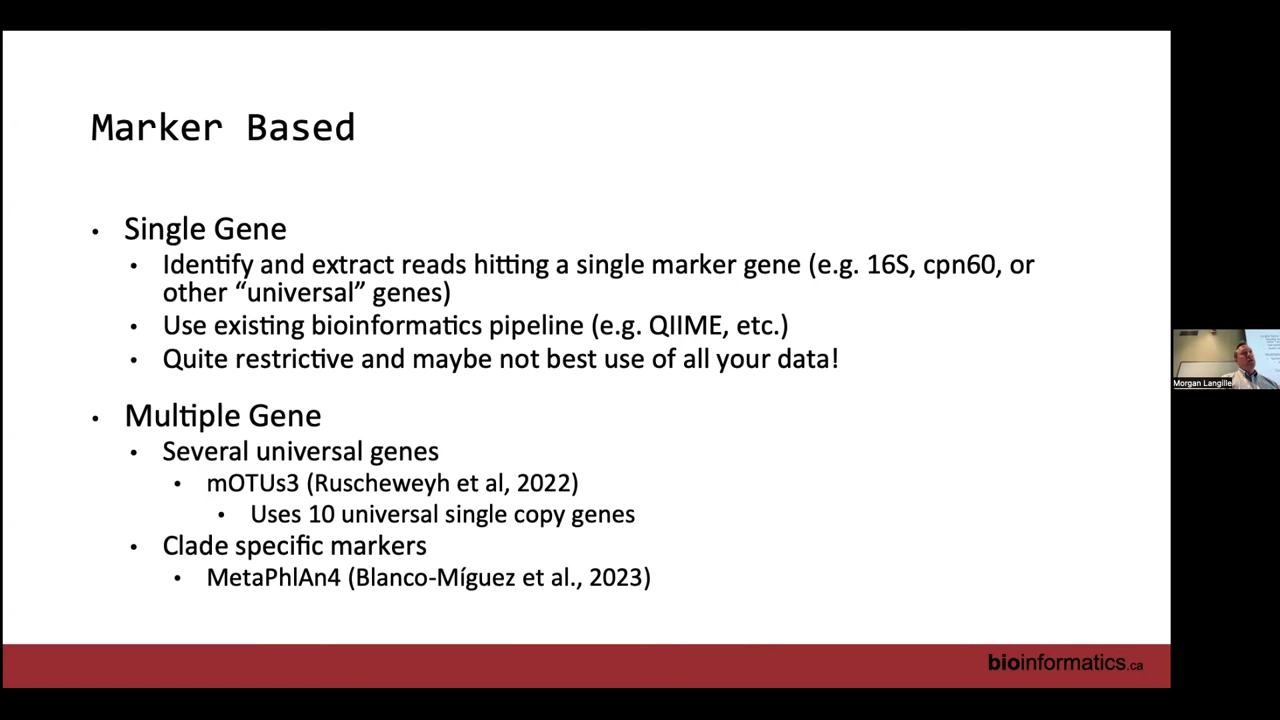 Marker Based
• Single Gene
• Identify and extract reads hitting a single marker gene (e.g. 16S, cpn60, or
other “universal” genes)
• Use existing bioinformatics pipeline (e.g. QIIME, etc.)
• Quite restrictive and maybe not best use of all your data!
• Multiple Gene
• Several universal genes
• mOTUs3 (Ruscheweyh et al, 2022)
• Uses 10 universal single copy genes
• Clade specific markers
• MetaPhlAn4 (Blanco-Míguez et al., 2023)
bioinformatics.ca
Morgan Langille